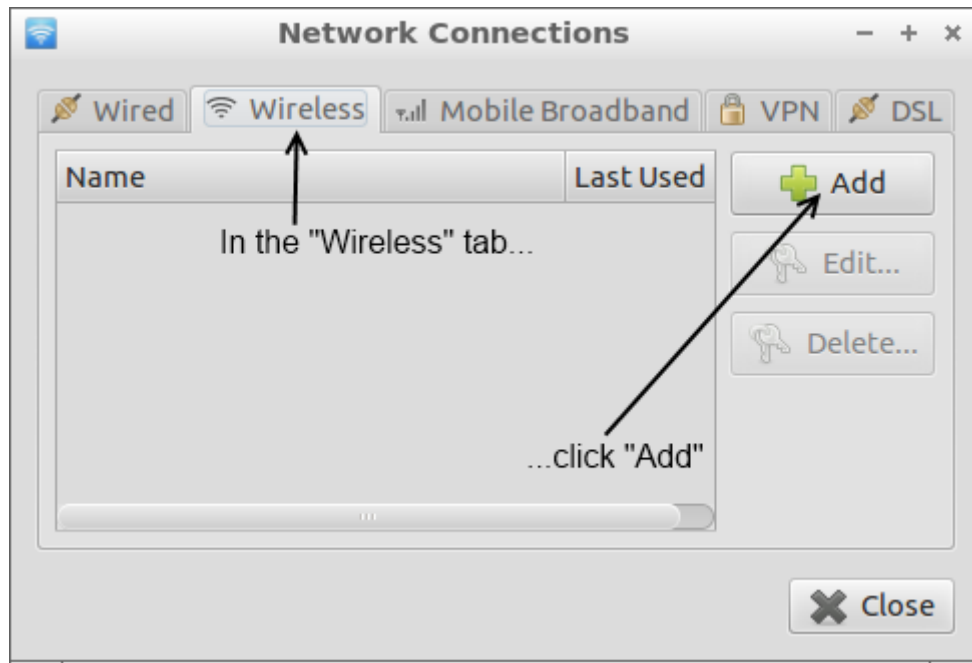 Network Connections
Wired Wireless Mobile Broadband VPN DSL
Name Last Used Add
In the "Wireless" tab...
Edit...
Delete...
...click "Add"
Close